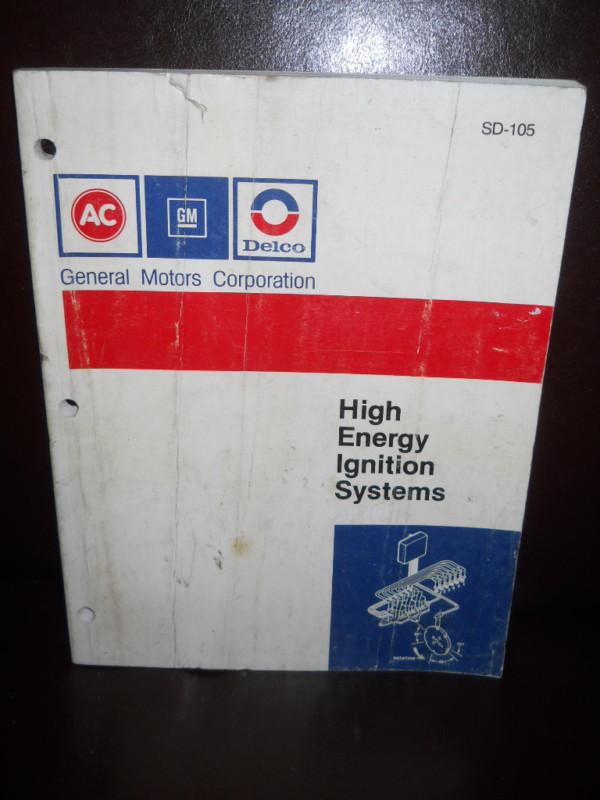 SD-105
AC
GM
Delco
General Motors Corporation
High
Energy
Ignition
Systems